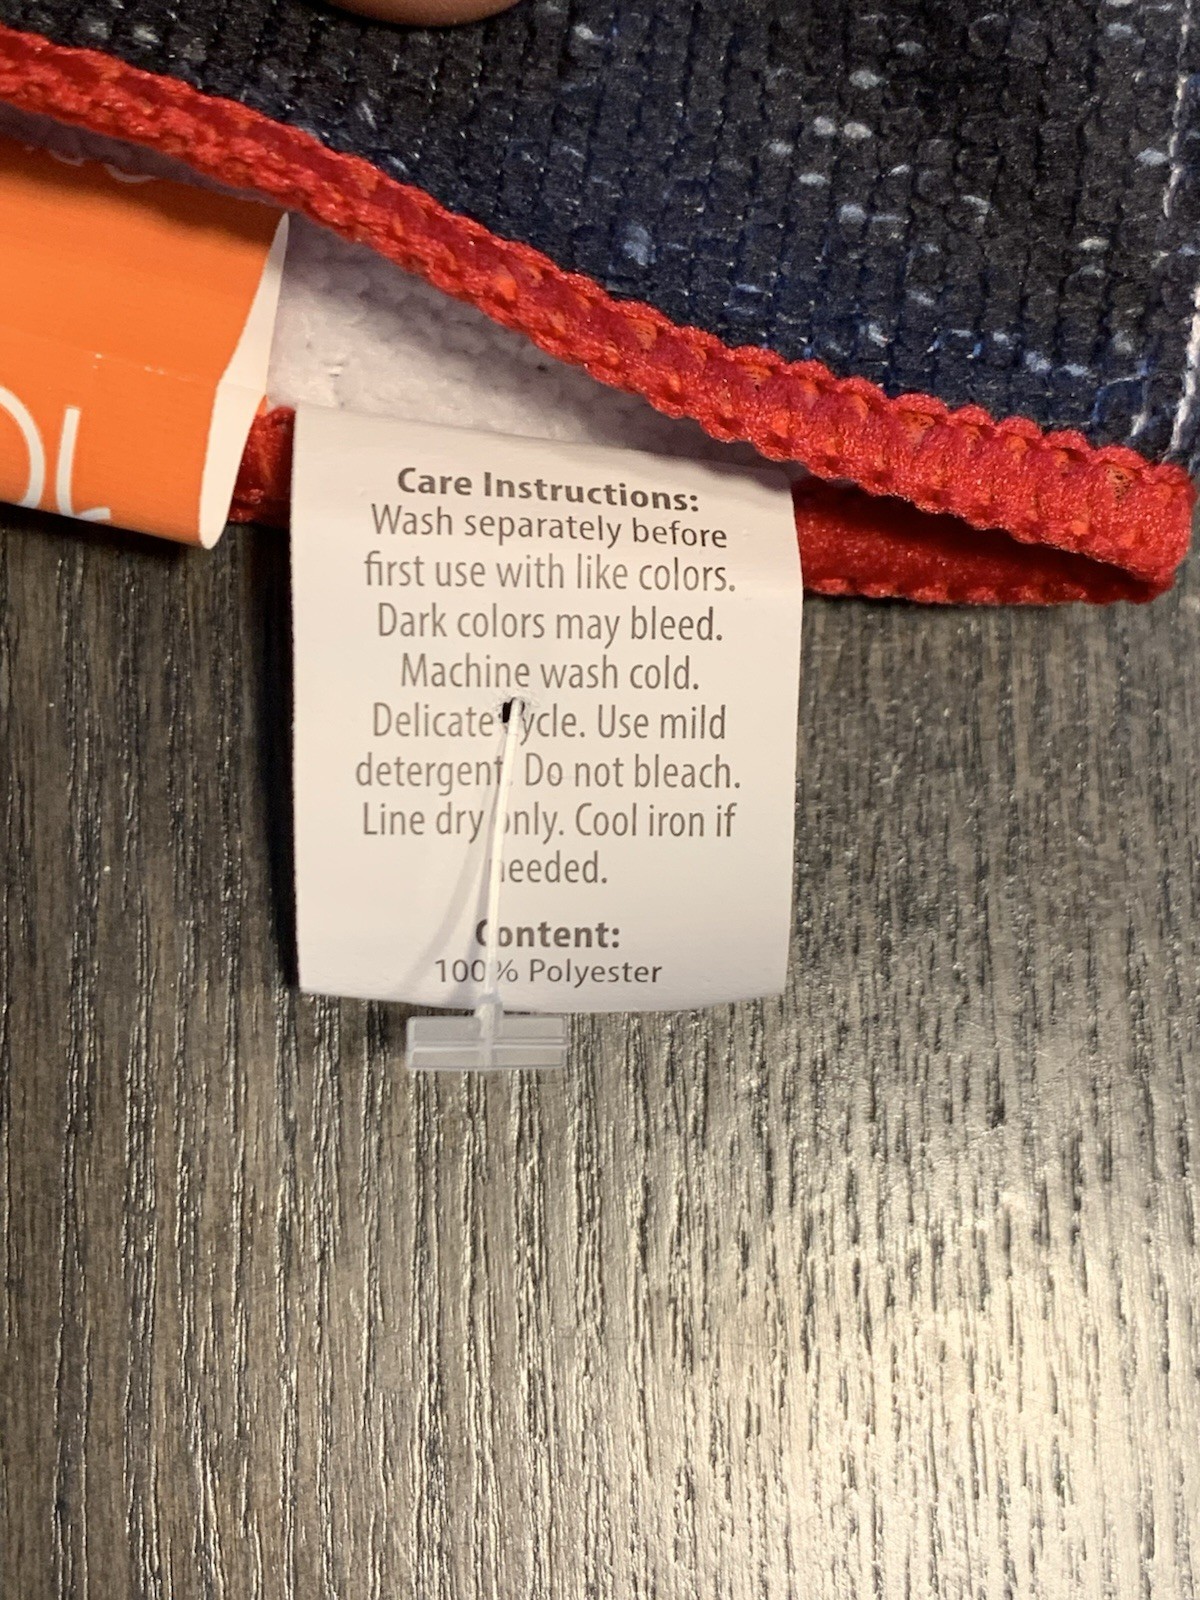 Care Instructions:
Wash separately before
first use with like colors.
Dark colors may bleed.
Machine wash cold.
Delicate cycle. Use mild
detergent. Do not bleach.
Line dry only. Cool iron if
needed.
Content:
100% Polyester